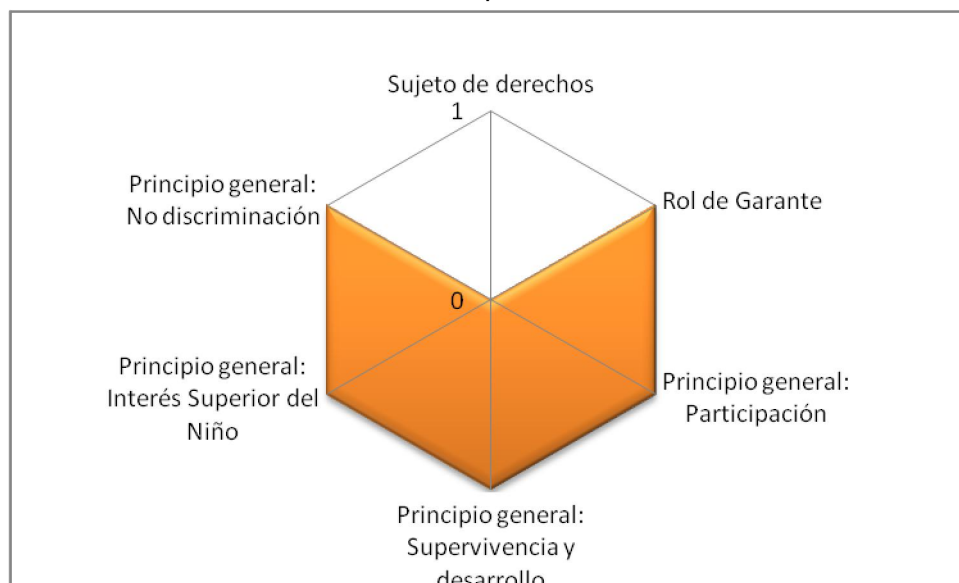 Sujeto de derechos
1
Principio general:
No discriminación
Rol de Garante
0
Principio general:
Interés Superior del
Niño
Principio general:
Participación
Principio general:
Supervivencia y
desarrollo